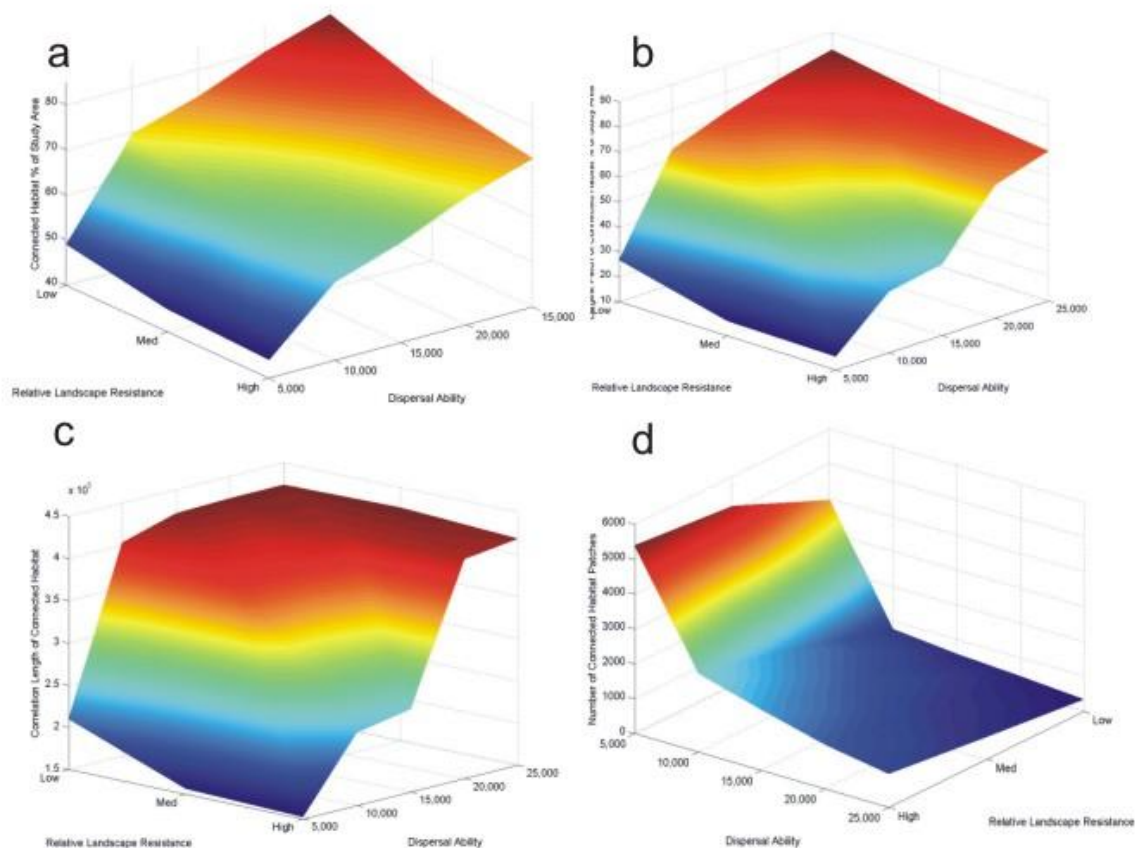 a
Connected Habitat % of Study Area
80
70
60
50
40
Low
Med
High
5,000
10,000
15,000
20,000
15,000
Relative Landscape Resistance
Dispersal Ability
b
90
80
70
60
50
40
30
20
10
Low
Med
High
5,000
10,000
15,000
20,000
25,000
Relative Landscape Resistance
Dispersal Ability
c
Correlation Length of Connected Habitat
4.5
4
3.5
3
2.5
2
1.5
Low
Med
High
5,000
10,000
15,000
20,000
25,000
Relative Landscape Resistance
Dispersal Ability
d
Number of Connected Habitat Patches
6000
5000
4000
3000
2000
1000
0
5,000
10,000
15,000
20,000
25,000
High
Med
Low
Dispersal Ability
Relative Landscape Resistance